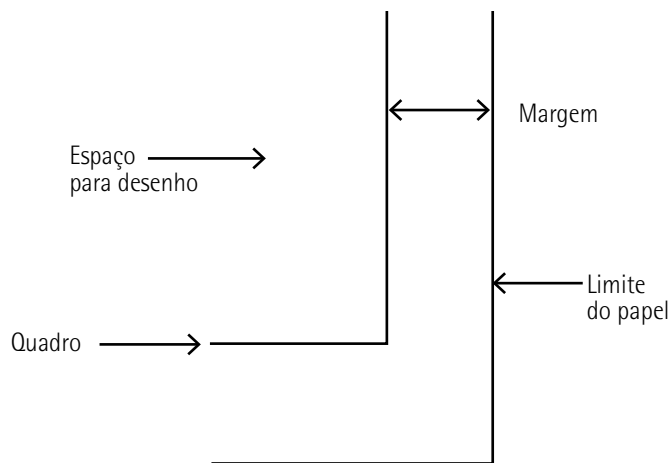 Margem
Espaço
para desenho
Limite
do papel
Quadro